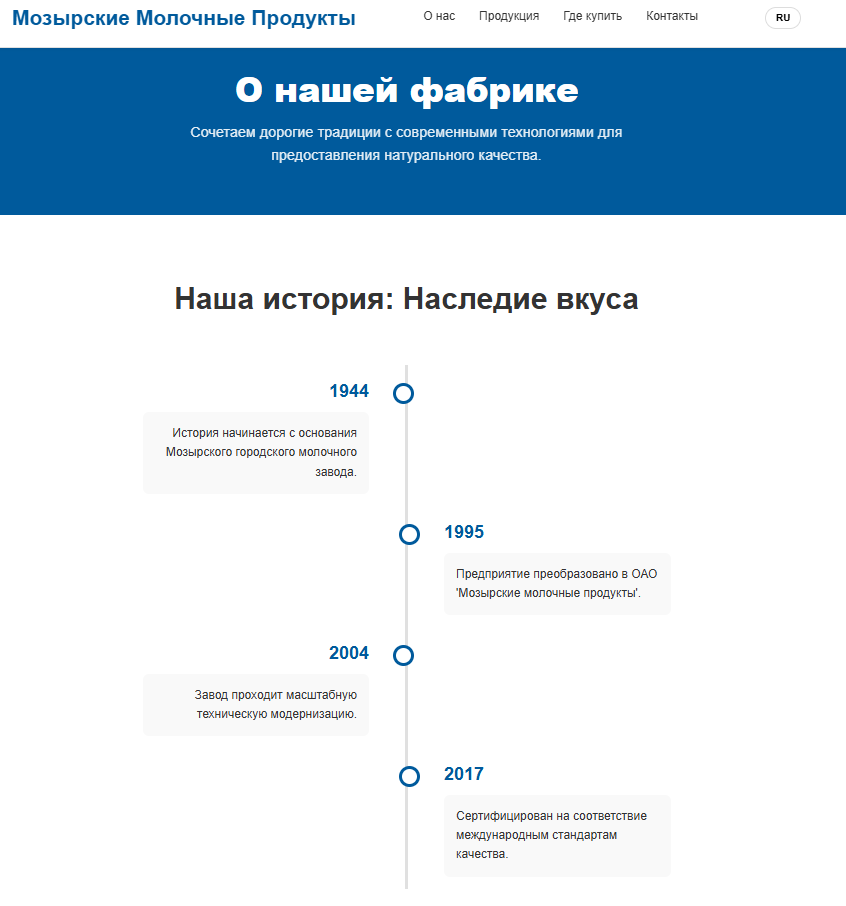 Мозырские Молочные Продукты
О нас
Продукция
Где купить
Контакты
RU
О нашей фабрике
Сочетаем дорогие традиции с современными технологиями для
предоставления натурального качества.
Наша история: Наследие вкуса
1944
История начинается с основания
Мозырского городского молочного
завода.
1995
Предприятие преобразовано в ОАО
'Мозырские молочные продукты'.
2004
Завод проходит масштабную
техническую модернизацию.
2017
Сертифицирован на соответствие
международным стандартам
качества.